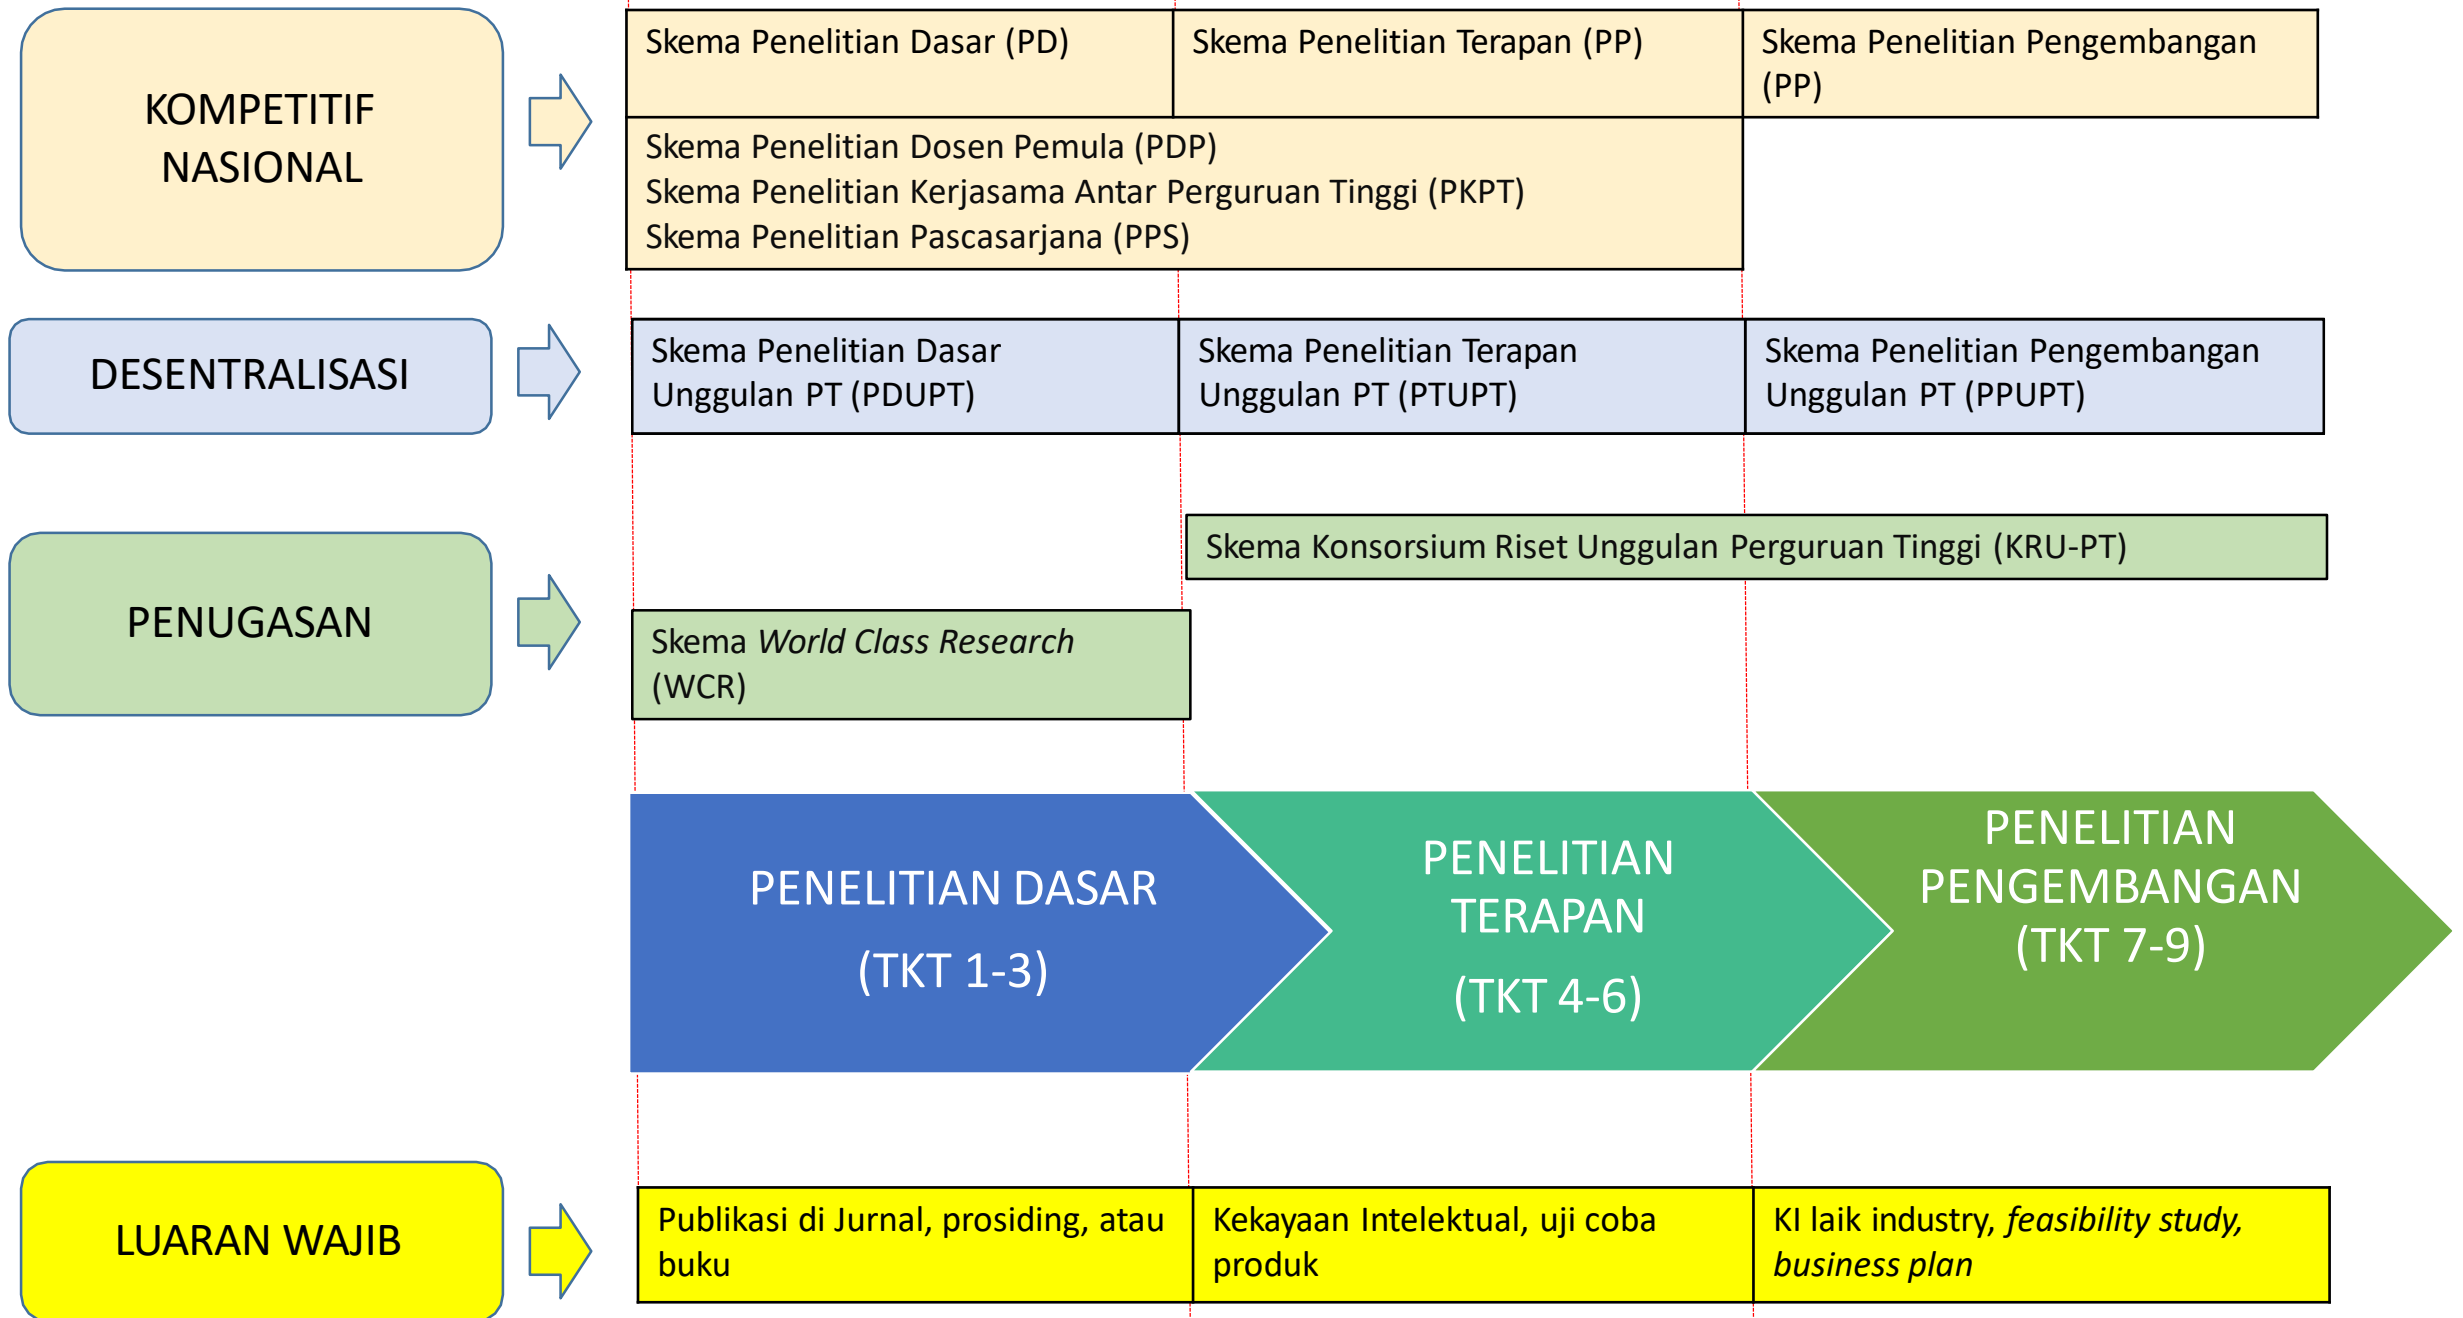 KOMPETITIF
NASIONAL
Skema Penelitian Dasar (PD)
Skema Penelitian Terapan (PP)
Skema Penelitian Pengembangan
(PP)
Skema Penelitian Dosen Pemula (PDP)
Skema Penelitian Kerjasama Antar Perguruan Tinggi (PKPT)
Skema Penelitian Pascasarjana (PPS)
DESENTRALISASI
Skema Penelitian Dasar
Unggulan PT (PDUPT)
Skema Penelitian Terapan
Unggulan PT (PTUPT)
Skema Penelitian Pengembangan
Unggulan PT (PPUPT)
PENUGASAN
Skema Konsorsium Riset Unggulan Perguruan Tinggi (KRU-PT)
Skema World Class Research
(WCR)
PENELITIAN DASAR
(TKT 1-3)
PENELITIAN
TERAPAN
(TKT 4-6)
PENELITIAN
PENGEMBANGAN
(TKT 7-9)
LUARAN WAJIB
Publikasi di Jurnal, prosiding, atau
buku
Kekayaan Intelektual, uji coba
produk
KI laik industry, feasibility study,
business plan